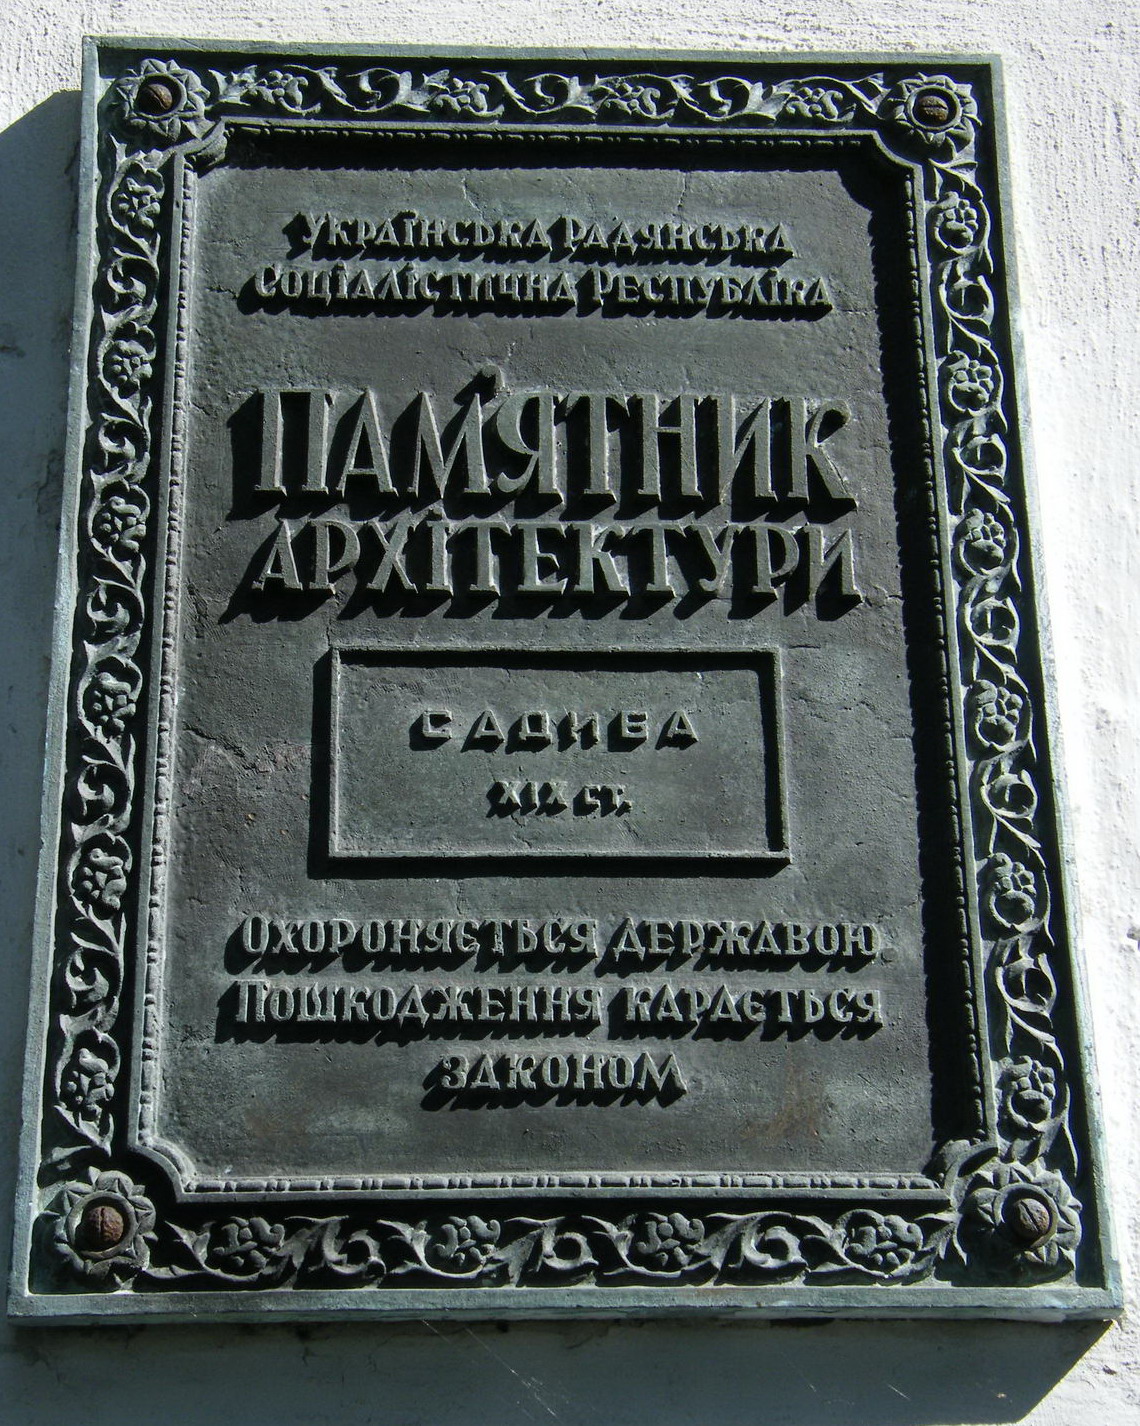 Українська Радянська
Соціалістична Республіка
ПАМ'ЯТНИК
АРХІТЕКТУРИ
САДИБА
XIX ст.
Охороняється державою
Пошкодження карається
законом